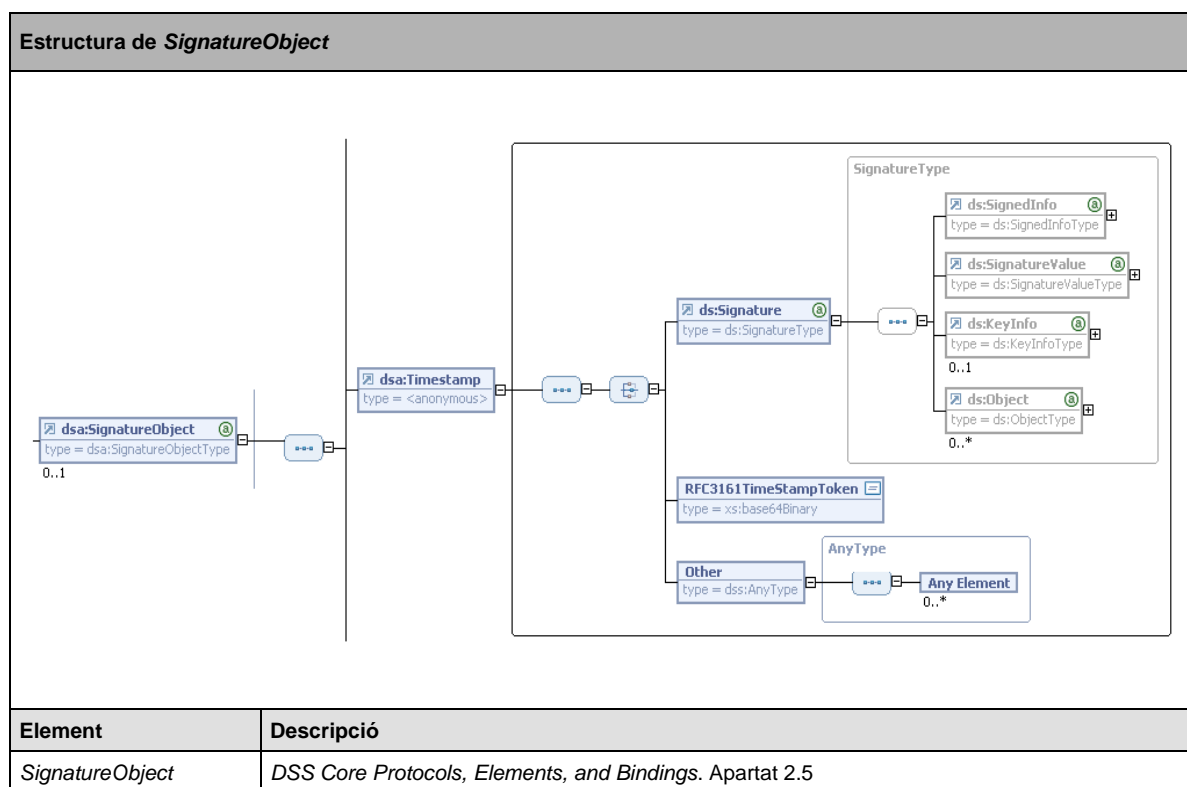 Estructura de SignatureObject
SignatureType
ds:SignedInfo
type = ds:SignedInfoType
ds:SignatureValue
type = ds:SignatureValueType
ds:Signature
type = ds:SignatureType
ds:KeyInfo
type = ds:KeyInfoType
0..1
dsa:Timestamp
type = <anonymous>
ds:Object
type = ds:ObjectType
0..*
dsa:SignatureObject
type = dsa:SignatureObjectType
0..1
RFC3161TimeStampToken
type = xs:base64Binary
AnyType
Other
type = dss:AnyType
Any Element
0..*
Element Descripció
SignatureObject DSS Core Protocols, Elements, and Bindings. Apartat 2.5